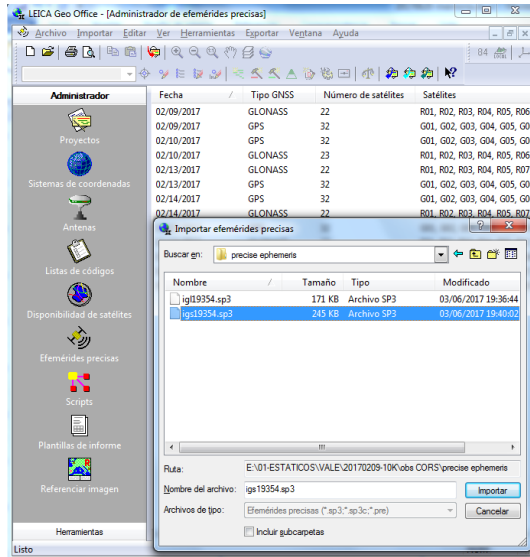 LEICA Geo Office - [Administrador de efemérides precisas]
Archivo Importar Editar Ver Herramientas Exportar Ventana Ayuda
84
Administrador
Proyectos
Sistemas de coordenadas
Antenas
Listas de códigos
Disponibilidad de satélites
Efemérides precisas
Scripts
Plantillas de informe
Referenciar imagen
Herramientas
Listo
Fecha / Tipo GNSS Número de satélites Satélites
02/09/2017 GLONASS 22 R01, R02, R03, R04, R05, R06
02/09/2017 GPS 32 G01, G02, G03, G04, G05, G0
02/10/2017 GPS 32 G01, G02, G03, G04, G05, G0
02/10/2017 GLONASS 23 R01, R02, R03, R04, R05, R06
02/13/2017 GLONASS 22 R01, R02, R03, R04, R05, R07
02/13/2017 GPS 32 G01, G02, G03, G04, G05, G0
02/14/2017 GPS 32 G01, G02, G03, G04, G05, G0
02/14/2017 GLONASS 22 R01, R02, R03, R04, R05, R07
Importar efemérides precisas
Buscar en: precise ephemeris
Nombre / Tamaño Tipo Modificado
igl19354.sp3 171 KB Archivo SP3 03/06/2017 19:36:44
igs19354.sp3 245 KB Archivo SP3 03/06/2017 19:40:02
Ruta: E:\01-ESTATICOS\VALE\20170209-10K\obs CORS\precise ephemeris
Nombre del archivo: igs19354.sp3 Importar
Archivos de tipo: Efemérides precisas (*.sp3;*.sp3c;*.pre) Cancelar
Incluir subcarpetas